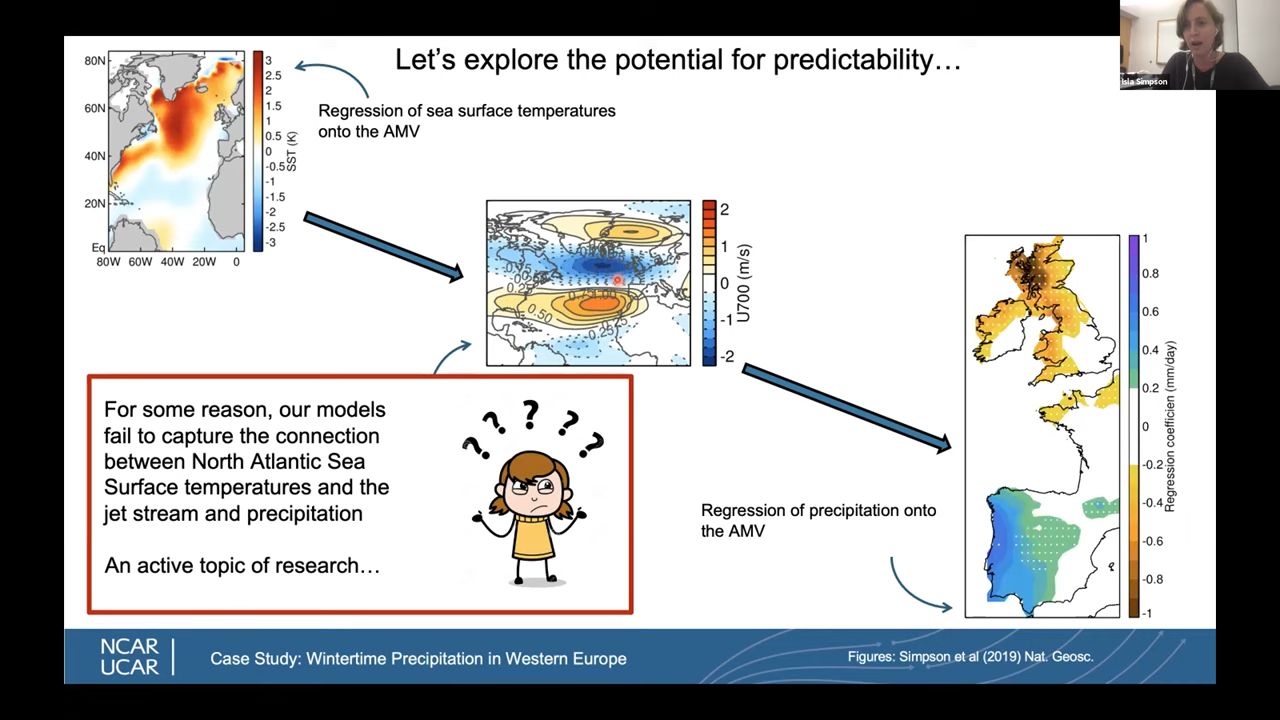 Let's explore the potential for predictability…
Isla Simpson
80N
60N
40N
20N
Eq
80W 60W 40W 20W 0
3
2.5
2
1.5
1
0.5
0
-0.5
-1
-1.5
-2
-2.5
-3
SST (K)
Regression of sea surface temperatures
onto the AMV
2
1
0
-1
-2
U700 (m/s)
0.50
0.25
1
0.8
0.6
0.4
0.2
0
-0.2
-0.4
-0.6
-0.8
-1
Regression coefficien (mm/day)
For some reason, our models
fail to capture the connection
between North Atlantic Sea
Surface temperatures and the
jet stream and precipitation
An active topic of research…
? ? ? ? ?
Regression of precipitation onto
the AMV
NCAR
UCAR
Case Study: Wintertime Precipitation in Western Europe
Figures: Simpson et al (2019) Nat. Geosc.